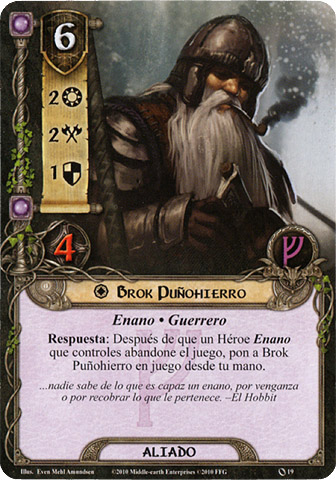 6
2
2
1
4
Brok Puñohierro
Enano • Guerrero
Respuesta: Después de que un Héroe Enano
que controles abandone el juego, pon a Brok
Puñohierro en juego desde tu mano.
...nadie sabe de lo que es capaz un enano, por venganza
o por recobrar lo que le pertenece. –El Hobbit
ALIADO
Illus. Even Mehl Amundsen
©2010 Middle-earth Enterprises ©2010 FFG
19